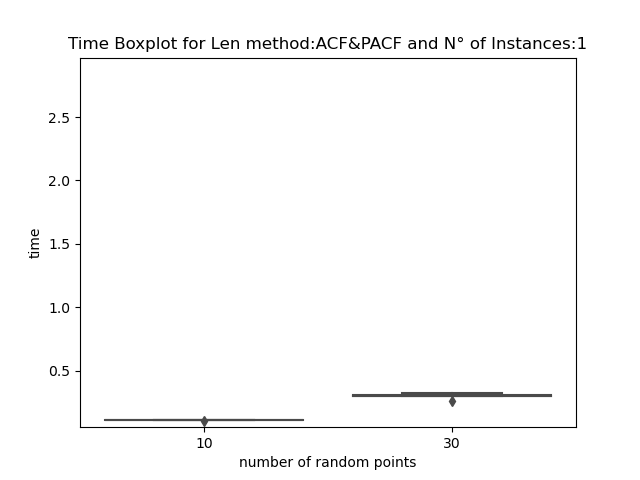 Time Boxplot for Len method:ACF&PACF and N° of Instances:1
2.5
2.0
1.5
1.0
0.5
time
10
30
number of random points